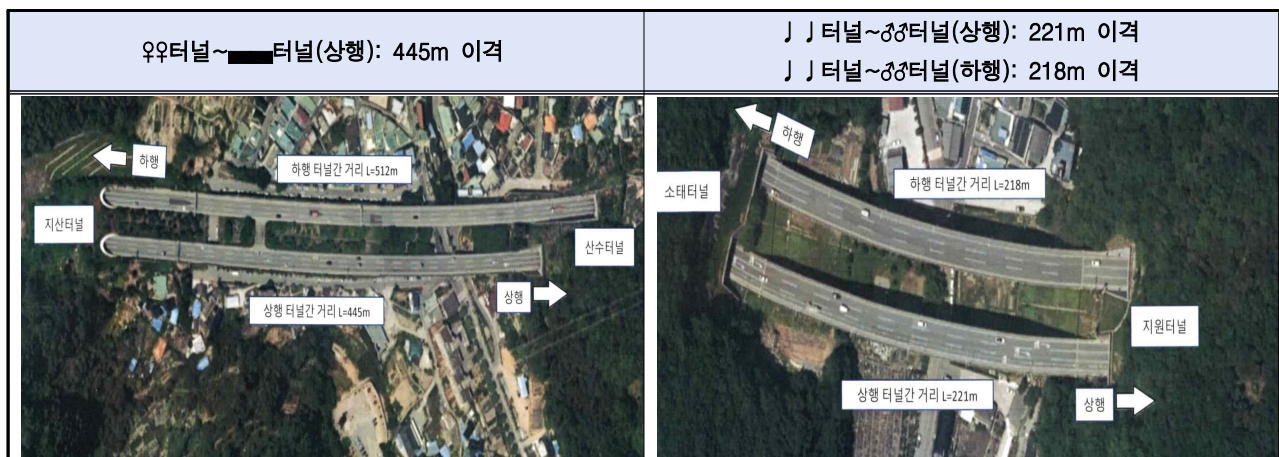 ♀♀터널~터널(상행): 445m 이격
♩♩터널~♂♂터널(상행): 221m 이격
♩♩터널~♂♂터널(하행): 218m 이격
하행
하행 터널간 거리 L=512m
지산터널
산수터널
상행
상행 터널간 거리 L=445m
하행
소태터널
하행 터널간 거리 L=218m
지원터널
상행 터널간 거리 L=221m
상행